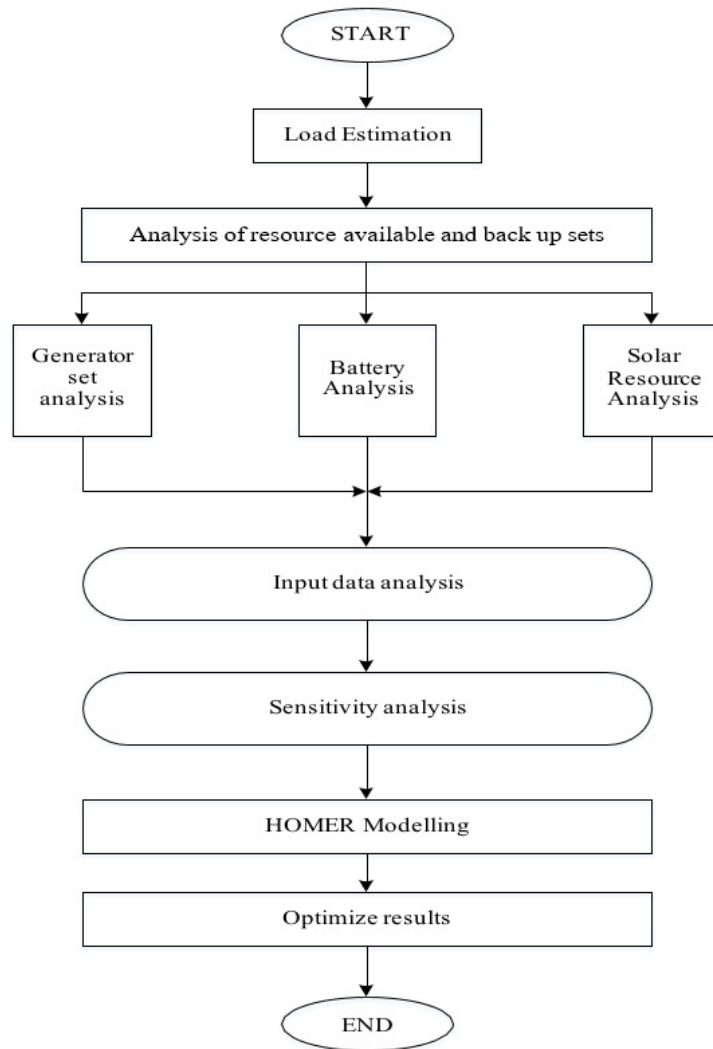 START
Load Estimation
Analysis of resource available and back up sets
Generator
set
analysis
Battery
Analysis
Solar
Resource
Analysis
Input data analysis
Sensitivity analysis
HOMER Modelling
Optimize results
END